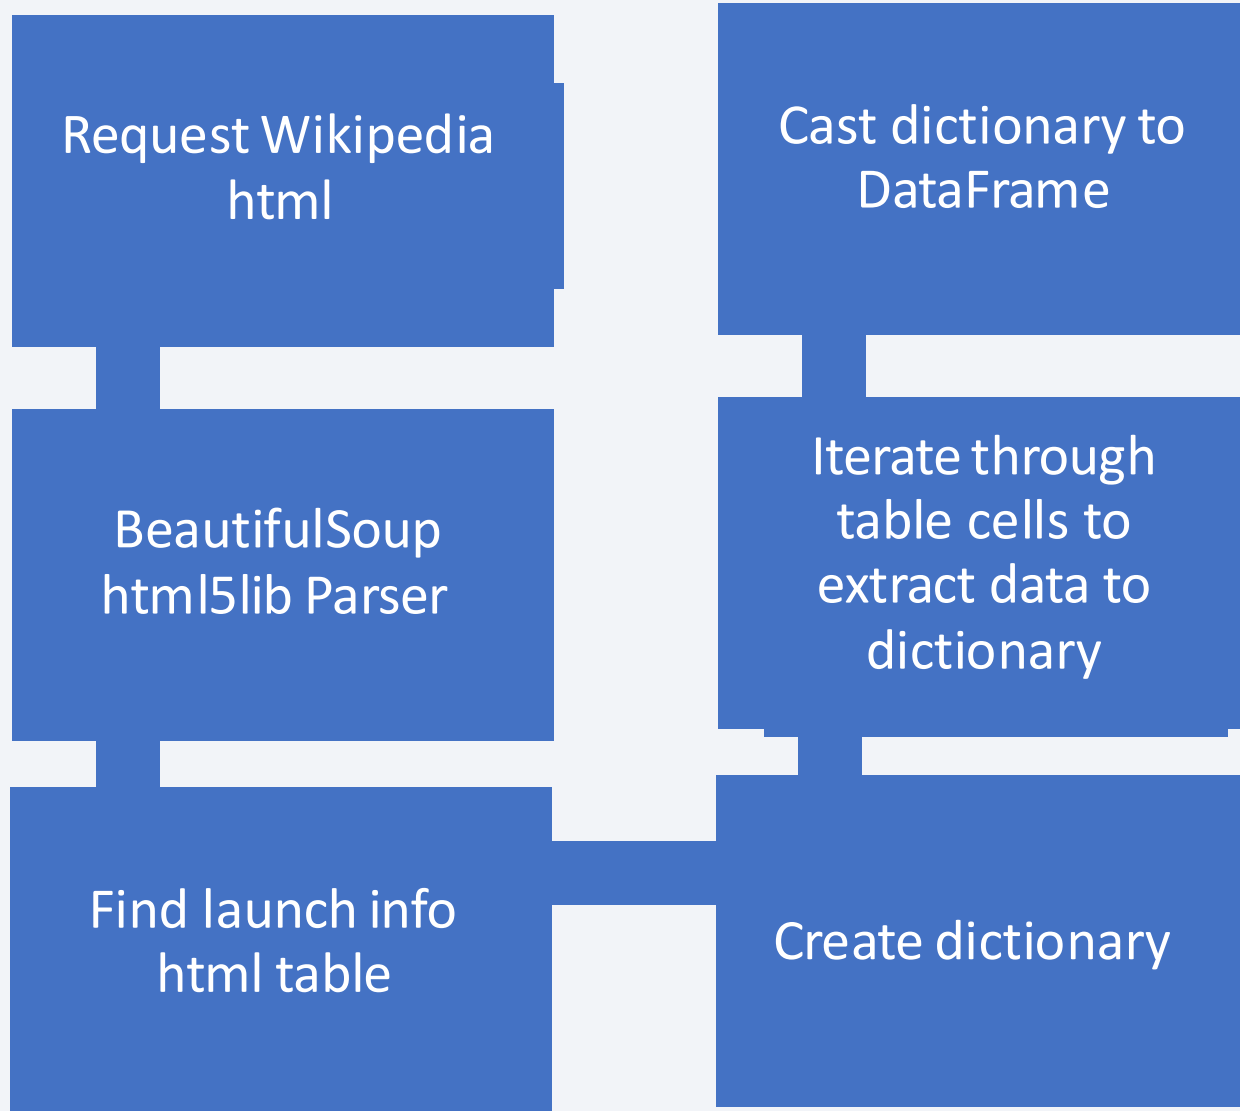 Request Wikipedia
html
BeautifulSoup
html5lib Parser
Find launch info
html table
Create dictionary
Iterate through
table cells to
extract data to
dictionary
Cast dictionary to
DataFrame